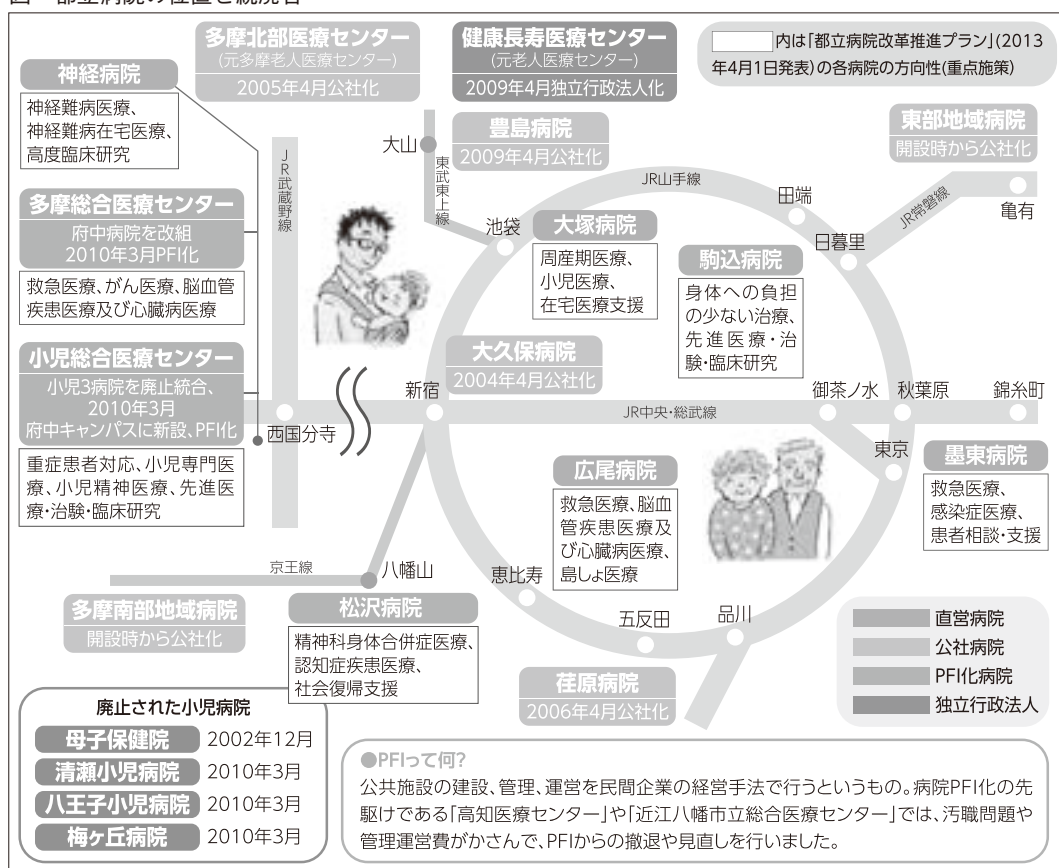 多摩北部医療センター
(元多摩老人医療センター)
2005年4月公社化
健康長寿医療センター
(元老人医療センター)
2009年4月独立行政法人化
内は「都立病院改革推進プラン」(2013
年4月1日発表)の各病院の方向性(重点施策)
神経病院
神経難病医療、
神経難病在宅医療、
高度臨床研究
JR武蔵野線
大山
東武東上線
豊島病院
2009年4月公社化
東部地域病院
開設時から公社化
JR山手線
田端
JR常磐線
亀有
多摩総合医療センター
府中病院を改組
2010年3月PFI化
救急医療、がん医療、脳血管
疾患医療及び心臓病医療
池袋
大塚病院
周産期医療、
小児医療、
在宅医療支援
日暮里
駒込病院
身体への負担
の少ない治療、
先進医療・治
験・臨床研究
小児総合医療センター
小児3病院を廃止統合、
2010年3月
府中キャンパスに新設、PFI化
重症患者対応、小児専門医
療、小児精神医療、先進医
療・治験・臨床研究
大久保病院
2004年4月公社化
新宿
JR中央・総武線
御茶ノ水
秋葉原
錦糸町
西国分寺
東京
広尾病院
救急医療、脳血
管疾患医療及
び心臓病医療、
島しょ医療
墨東病院
救急医療、
感染症医療、
患者相談・支援
京王線
八幡山
恵比寿
五反田
品川
多摩南部地域病院
開設時から公社化
松沢病院
精神科身体合併症医療、
認知症疾患医療、
社会復帰支援
荏原病院
2006年4月公社化
直営病院
公社病院
PFI化病院
独立行政法人
廃止された小児病院
母子保健院 2002年12月
清瀬小児病院 2010年3月
八王子小児病院 2010年3月
梅ヶ丘病院 2010年3月
●PFIって何?
公共施設の建設、管理、運営を民間企業の経営手法で行うというもの。病院PFI化の先
駆けである「高知医療センター」や「近江八幡市立総合医療センター」では、汚職問題や
管理運営費がかさんで、PFIからの撤退や見直しを行いました。